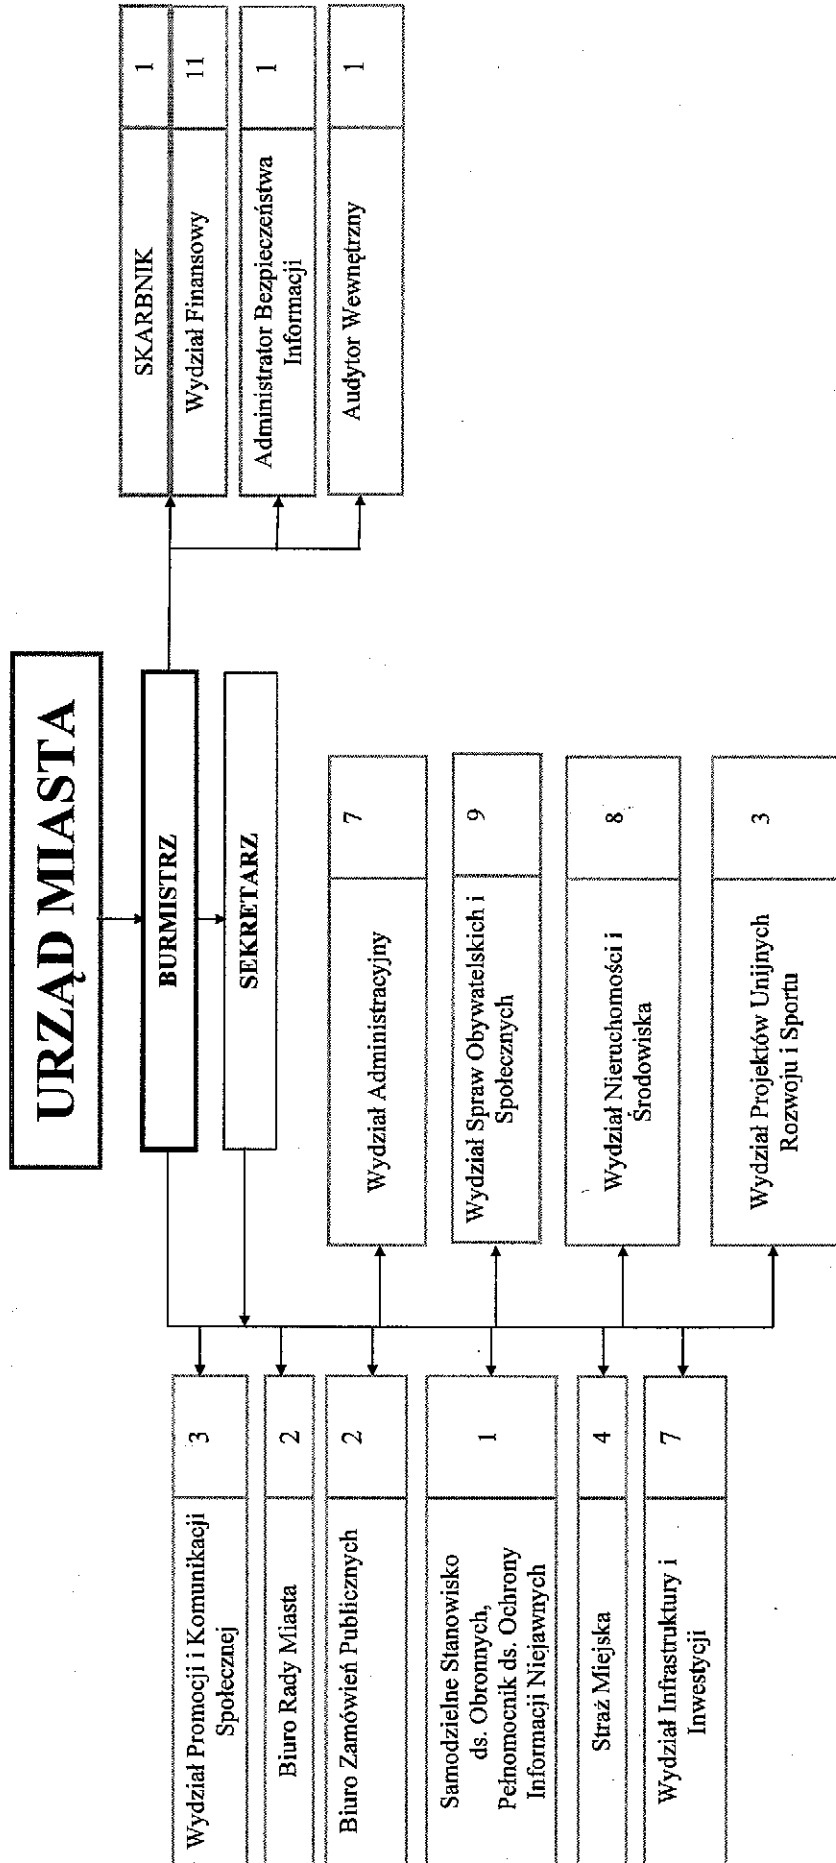 URZĄD MIASTA
BURMISTRZ
SEKRETARZ
Wydział Promocji i Komunikacji
Społecznej
3
Biuro Rady Miasta
2
Biuro Zamówień Publicznych
2
Samodzielne Stanowisko
ds. Obronnych,
Pełnomocnik ds. Ochrony
Informacji Niejawnych
1
Straż Miejska
4
Wydział Infrastruktury i
Inwestycji
7
Wydział Administracyjny
7
Wydział Spraw Obywatelskich i
Społecznych
9
Wydział Nieruchomości i
Środowiska
8
Wydział Projektów Unijnych
Rozwoju i Sportu
3
SKARBNIK
1
Wydział Finansowy
11
Administrator Bezpieczeństwa
Informacji
1
Audytor Wewnętrzny
1